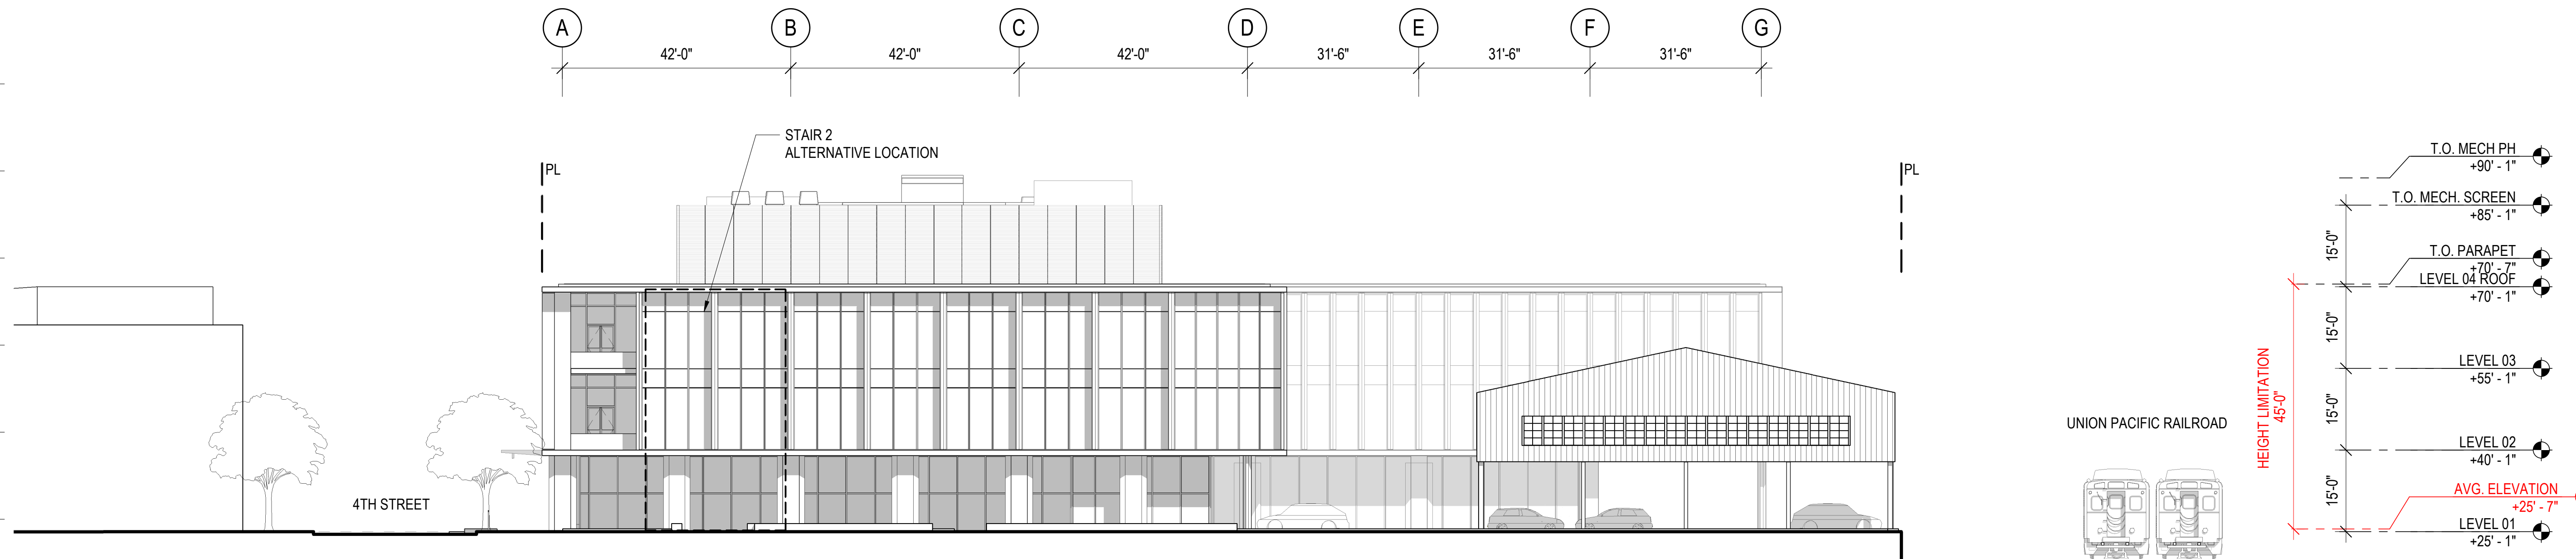 A
B
C
D
E
F
G
42'-0"
42'-0"
42'-0"
31'-6"
31'-6"
31'-6"
STAIR 2
ALTERNATIVE LOCATION
PL
PL
4TH STREET
UNION PACIFIC RAILROAD
HEIGHT LIMITATION
45'-0"
15'-0"
15'-0"
15'-0"
15'-0"
T.O. MECH PH
+90' - 1"
T.O. MECH. SCREEN
+85' - 1"
T.O. PARAPET
+70' - 7"
LEVEL 04 ROOF
+70' - 1"
LEVEL 03
+55' - 1"
LEVEL 02
+40' - 1"
AVG. ELEVATION
+25' - 7"
LEVEL 01
+25' - 1"